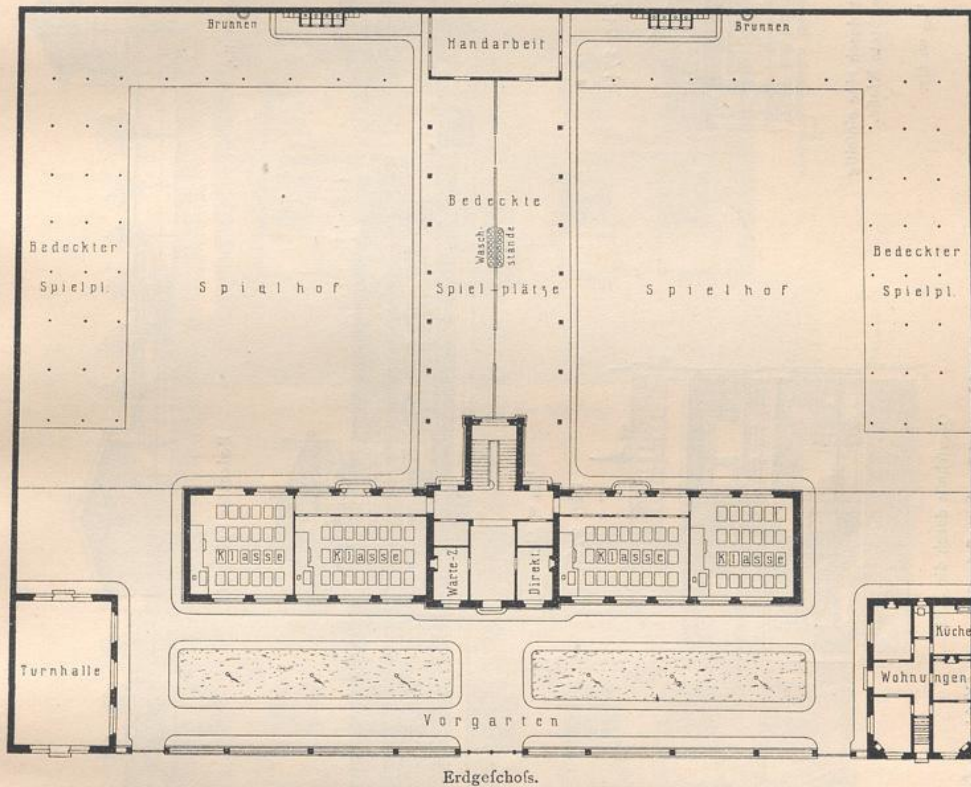 Brunnen
Handarbeit
Brunnen
Bedeckte
Wasch-
stände
Spiel-plätze
Bedeckter
Spielpl.
Spielhof
Spielhof
Bedeckter
Spielpl.
Klasse
Klasse
Warte-Z.
Direkt.
Klasse
Klasse
Turnhalle
Küche
Wohnungen
Vorgarten
Erdgeſchoſs.